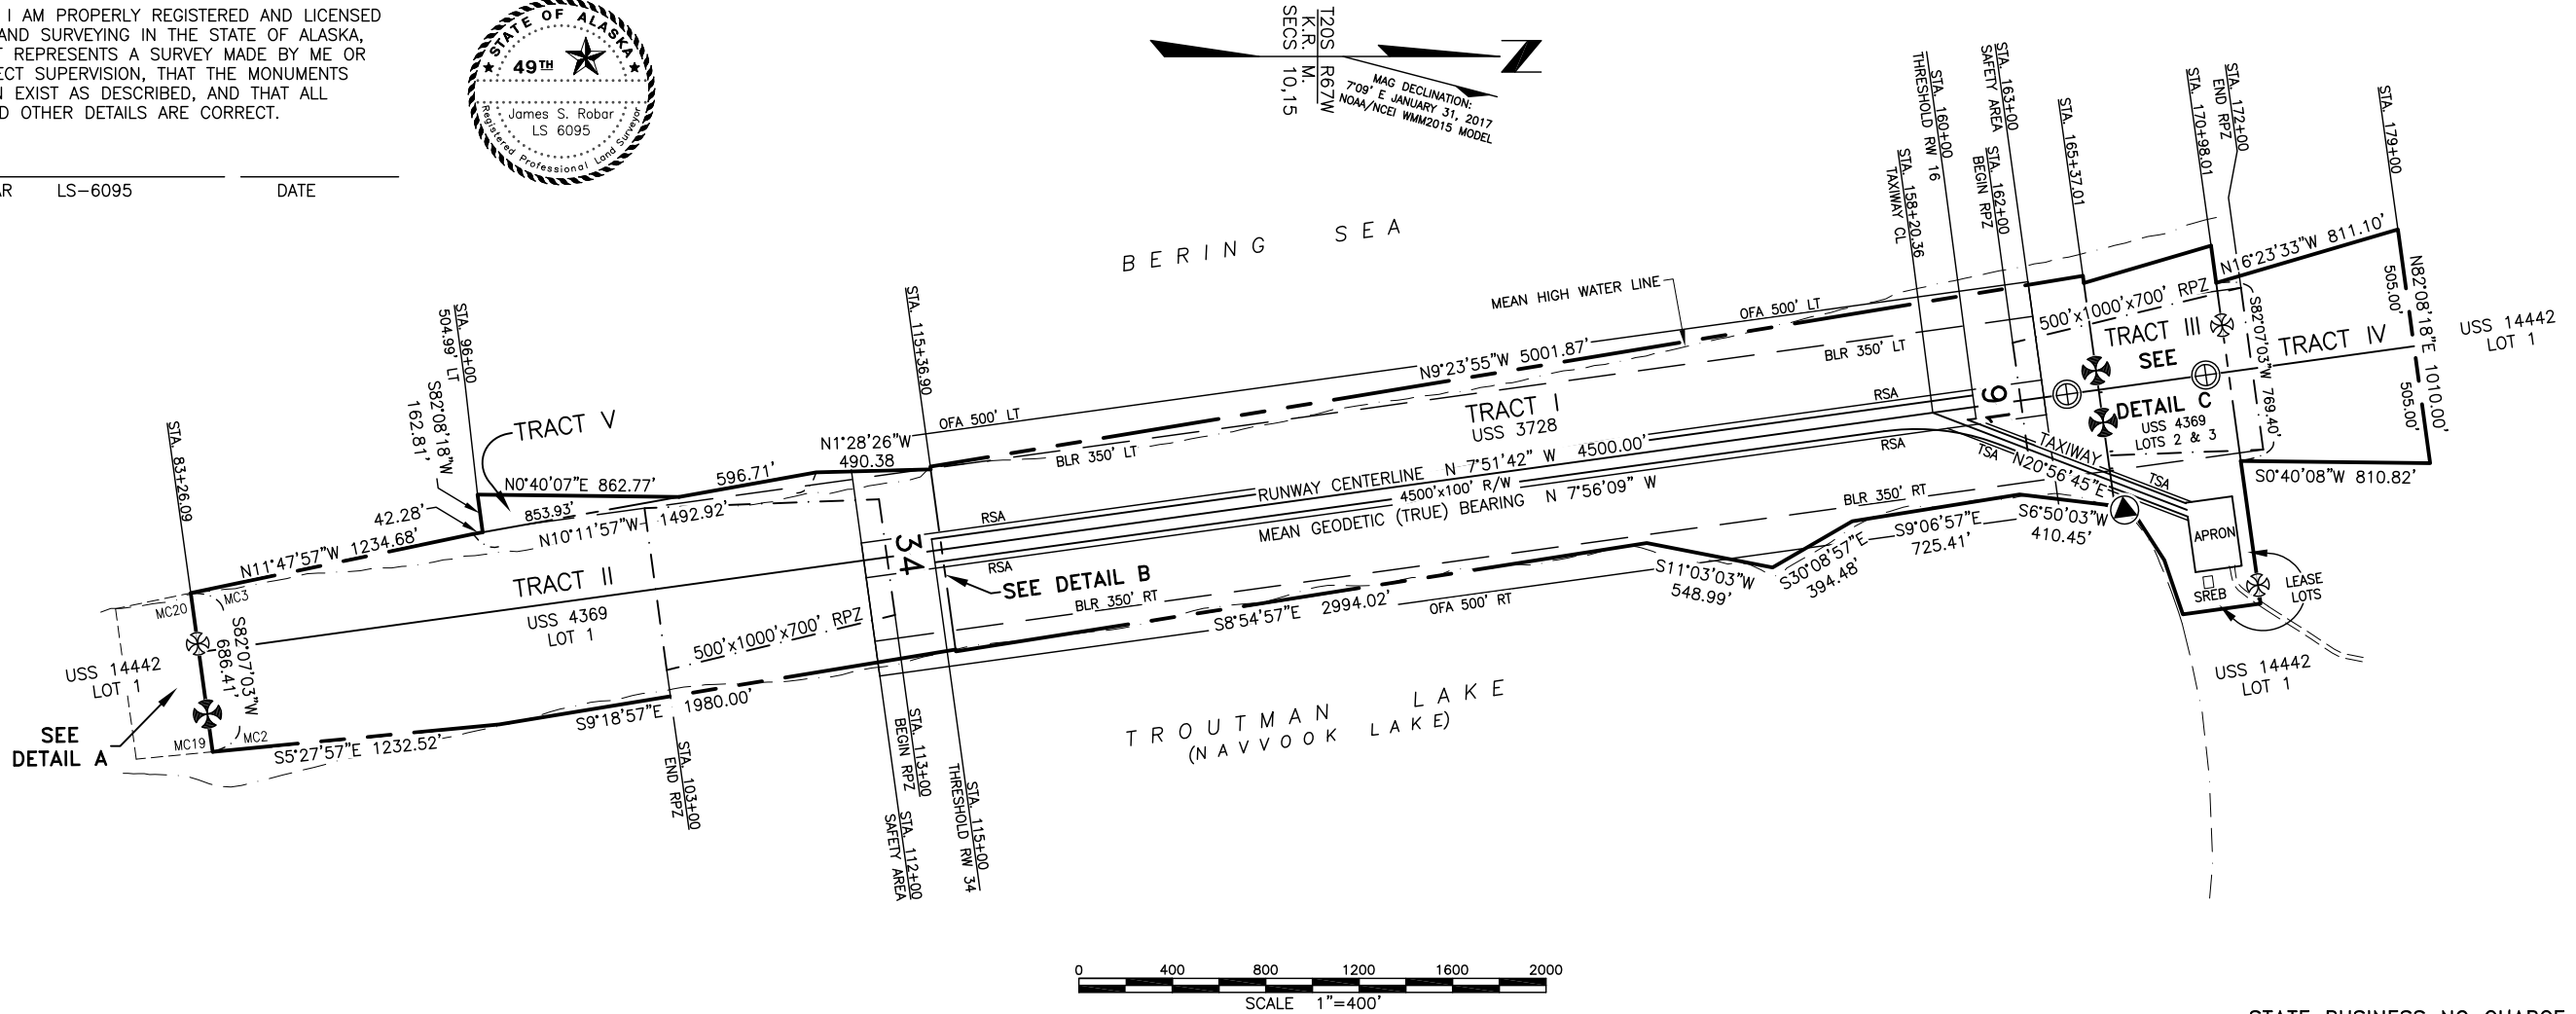 I AM PROPERLY REGISTERED AND LICENSED
AND SURVEYING IN THE STATE OF ALASKA,
T REPRESENTS A SURVEY MADE BY ME OR
ECT SUPERVISION, THAT THE MONUMENTS
N EXIST AS DESCRIBED, AND THAT ALL
D OTHER DETAILS ARE CORRECT.
AR LS-6095
DATE
STATE OF ALASKA
49TH
James S. Robar
LS 6095
Registered Professional Land Surveyor
T20S R67W
K.R. M.
SECS 10,15
N
MAG DECLINATION:
7°09' E JANUARY 31, 2017
NOAA/NCEI WMM2015 MODEL
BERING SEA
MEAN HIGH WATER LINE
STA. 83+26.09
STA. 96+00
504.99' LT
S82°08'18"W
162.81'
TRACT V
42.28'
N11°47'57"W 1234.68'
N0°40'07"E 862.77'
853.93'
N10°11'57"W 1492.92'
596.71'
N1°28'26"W
490.38
STA. 115+36.90
OFA 500' LT
BLR 350' LT
N9°23'55"W 5001.87'
OFA 500' LT
BLR 350' LT
TRACT I
USS 3728
RSA
RSA
RUNWAY CENTERLINE N 7°51'42" W 4500.00'
4500'x100' R/W
MEAN GEODETIC (TRUE) BEARING N 7°56'09" W
RSA
RSA
34
SEE DETAIL B
TRACT II
USS 4369
LOT 1
500'x1000'x700' RPZ
MC20
MC3
S82°07'03"W
686.41'
USS 14442
LOT 1
SEE
DETAIL A
MC19
MC2
S5°27'57"E 1232.52'
S9°18'57"E 1980.00'
STA. 103+00
END RPZ
STA. 113+00
BEGIN RPZ
STA. 112+00
SAFETY AREA
STA. 115+00
THRESHOLD RW 34
BLR 350' RT
S8°54'57"E 2994.02'
OFA 500' RT
BLR 350' RT
S11°03'03"W
548.99'
S30°08'57"E
394.48'
S9°06'57"E
725.41'
S6°50'03"W
410.45'
STA. 158+20.36
TAXIWAY CL
STA. 160+00
THRESHOLD RW 16
STA. 162+00
BEGIN RPZ
STA. 163+00
SAFETY AREA
STA. 165+37.01
STA. 170+98.01
STA. 172+00
END RPZ
STA. 179+00
N16°23'33"W 811.10'
500'x1000'x700' RPZ
TRACT III
SEE
DETAIL C
USS 4369
LOTS 2 & 3
16
TAXIWAY
N20°56'45"E
TSA
TSA
S82°07'03"W 769.40'
TRACT IV
505.00'
505.00'
N82°08'18"E 1010.00'
USS 14442
LOT 1
S0°40'08"W 810.82'
APRON
SREB
LEASE
LOTS
USS 14442
LOT 1
TROUTMAN LAKE
(NAVVOOK LAKE)
0 400 800 1200 1600 2000
SCALE 1"=400'